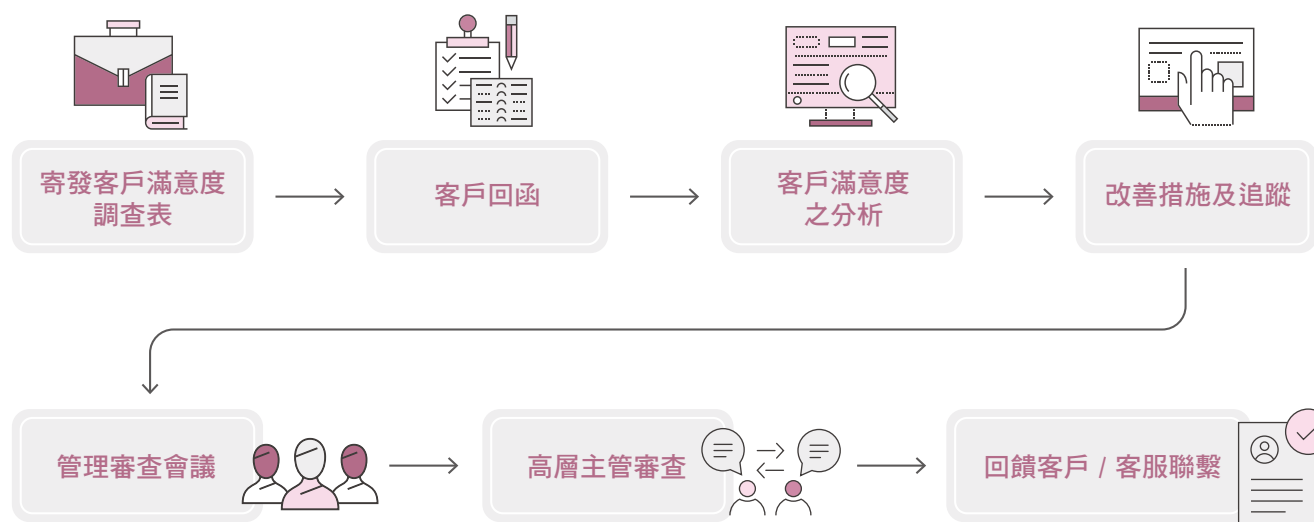 寄發客戶滿意度
調查表
客戶回函
客戶滿意度
之分析
改善措施及追蹤
管理審查會議
高層主管審查
回饋客戶 / 客服聯繫